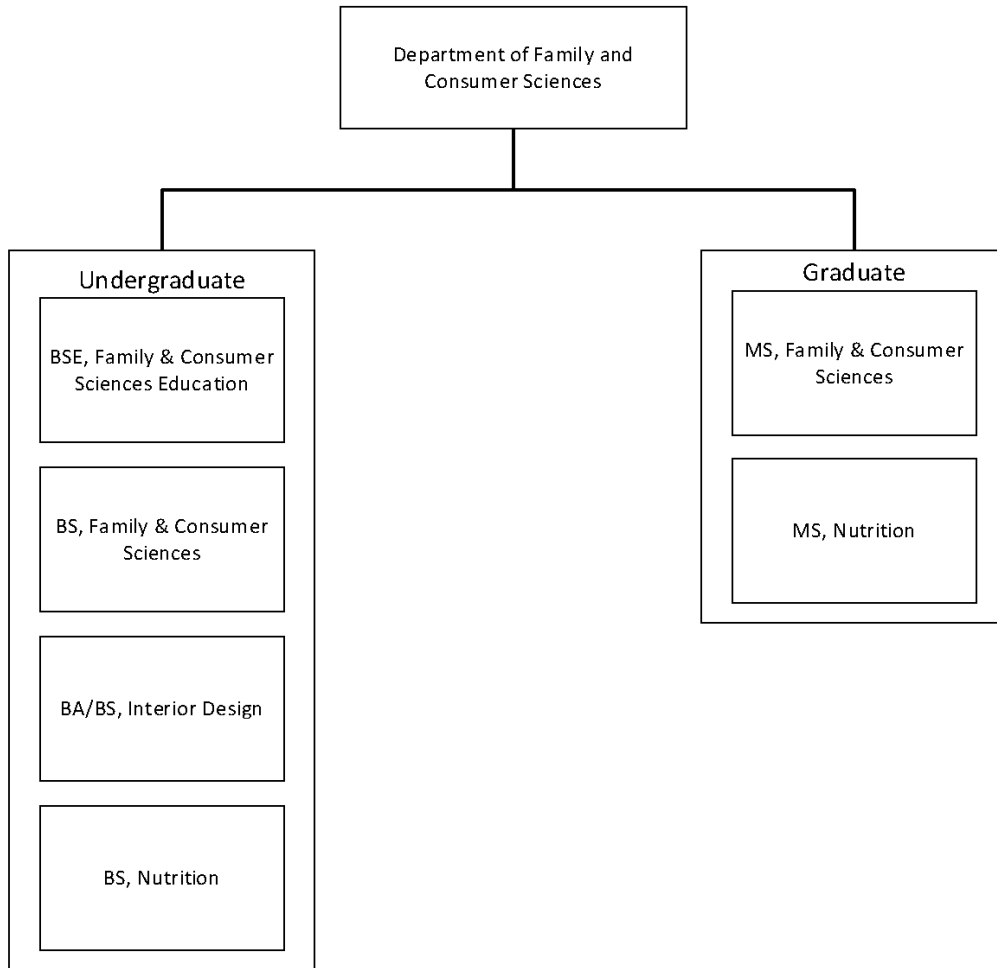 Department of Family and
Consumer Sciences
Undergraduate
BSE, Family & Consumer
Sciences Education
BS, Family & Consumer
Sciences
BA/BS, Interior Design
BS, Nutrition
Graduate
MS, Family & Consumer
Sciences
MS, Nutrition